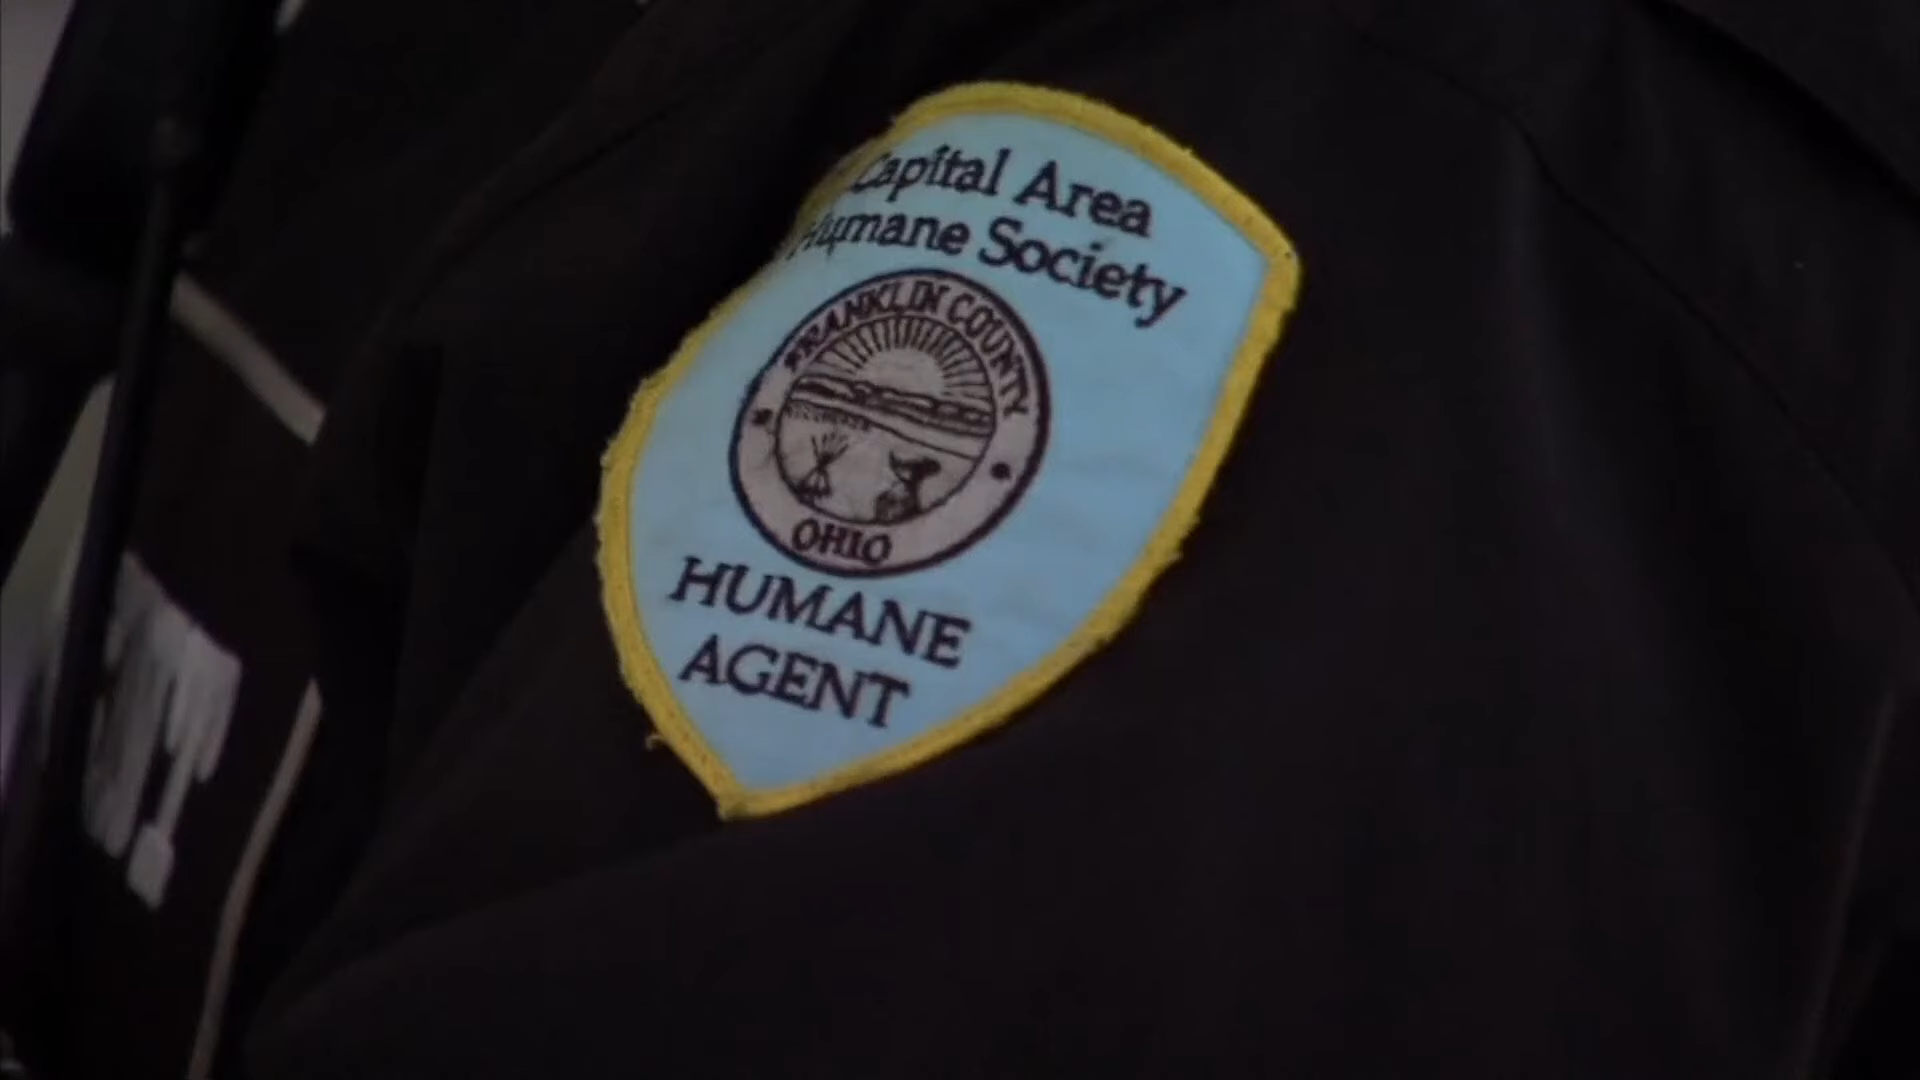 Capital Area
Humane Society
FRANKLIN COUNTY
OHIO
HUMANE
AGENT